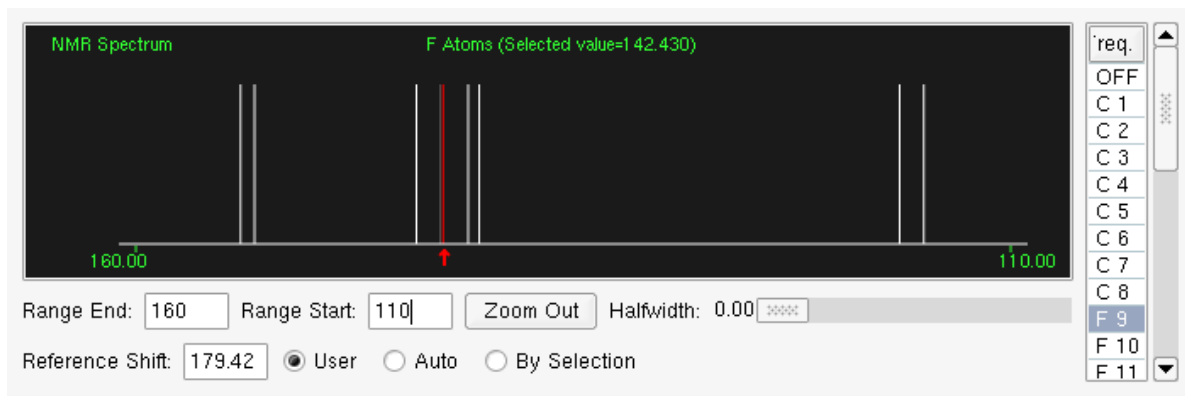 NMR Spectrum
F Atoms (Selected value=142.430)
160.00
110.00
Range End: 160 Range Start: 110 Zoom Out Halfwidth: 0.00
Reference Shift: 179.42 User Auto By Selection
req.
OFF
C 1
C 2
C 3
C 4
C 5
C 6
C 7
C 8
F 9
F 10
F 11